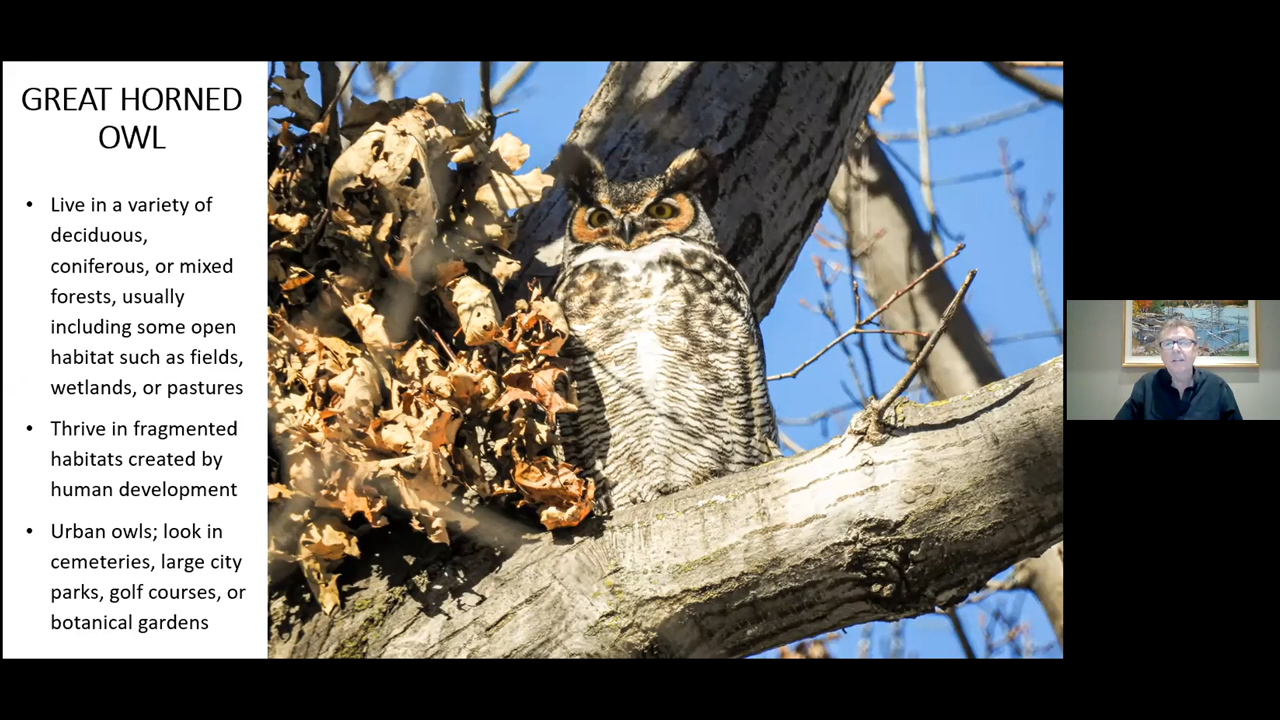 GREAT HORNED
OWL
• Live in a variety of
deciduous,
coniferous, or mixed
forests, usually
including some open
habitat such as fields,
wetlands, or pastures
• Thrive in fragmented
habitats created by
human development
• Urban owls; look in
cemeteries, large city
parks, golf courses, or
botanical gardens